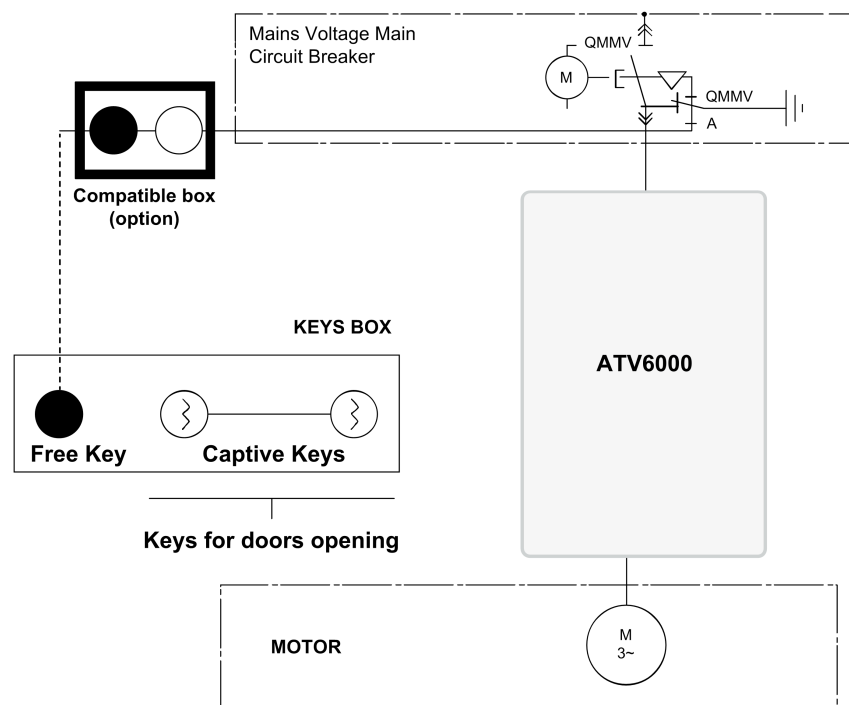 Mains Voltage Main
Circuit Breaker
QMMV
M
QMMV
A
Compatible box
(option)
KEYS BOX
ATV6000
Free Key
Captive Keys
Keys for doors opening
MOTOR
M
3~